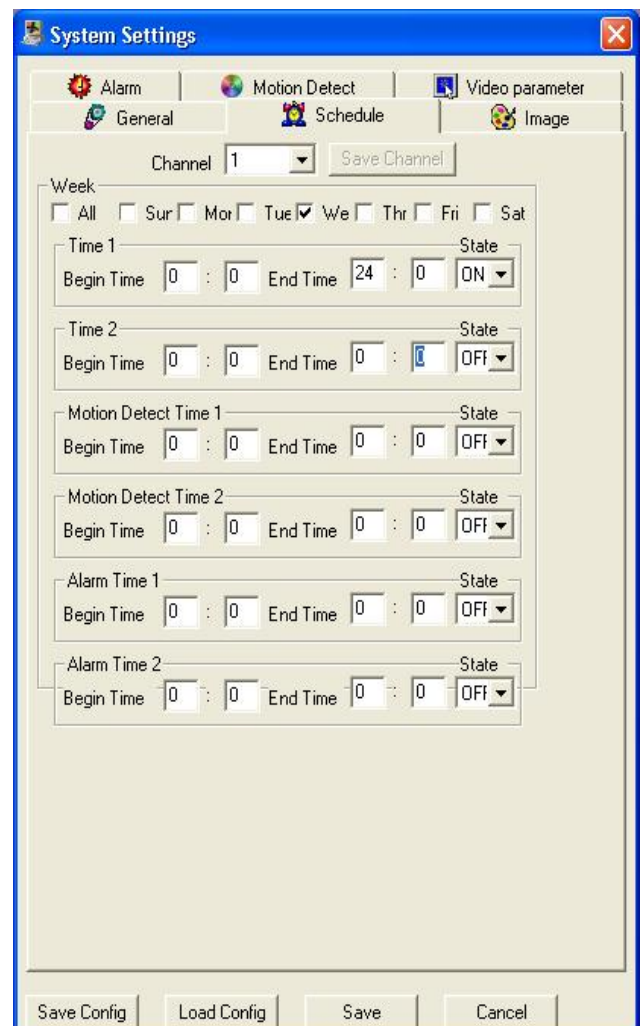 System Settings
Alarm Motion Detect Video parameter
General Schedule Image
Channel 1 Save Channel
Week
All Sur Mor Tue We Thr Fri Sat
Time 1 State
Begin Time 0 : 0 End Time 24 : 0 ON
Time 2 State
Begin Time 0 : 0 End Time 0 : 0 OFF
Motion Detect Time 1 State
Begin Time 0 : 0 End Time 0 : 0 OFF
Motion Detect Time 2 State
Begin Time 0 : 0 End Time 0 : 0 OFF
Alarm Time 1 State
Begin Time 0 : 0 End Time 0 : 0 OFF
Alarm Time 2 State
Begin Time 0 : 0 End Time 0 : 0 OFF
Save Config Load Config Save Cancel